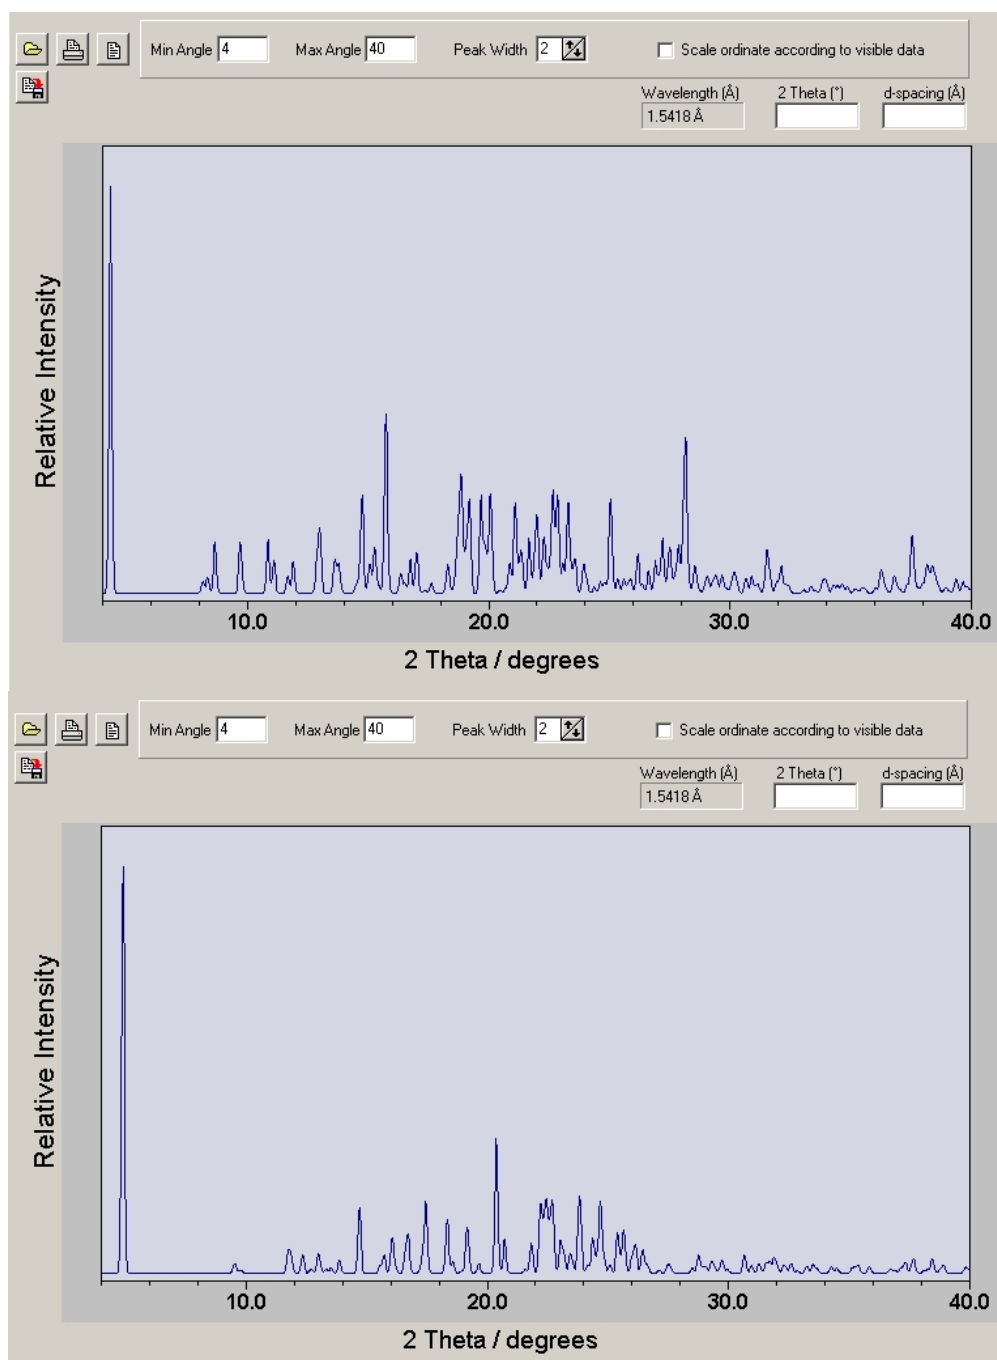 Min Angle 4 Max Angle 40 Peak Width 2 Scale ordinate according to visible data
Wavelength (Å) 2 Theta (°) d-spacing (Å)
1.5418 Å
Relative Intensity
10.0 20.0 30.0 40.0
2 Theta / degrees
Min Angle 4 Max Angle 40 Peak Width 2 Scale ordinate according to visible data
Wavelength (Å) 2 Theta (°) d-spacing (Å)
1.5418 Å
Relative Intensity
10.0 20.0 30.0 40.0
2 Theta / degrees